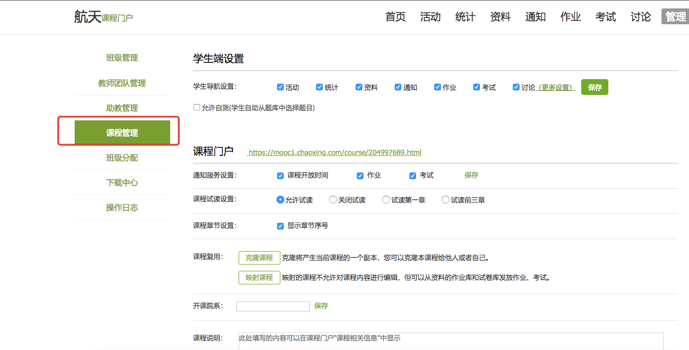 航天课程门户 首页 活动 统计 资料 通知 作业 考试 讨论 管理
班级管理
教师团队管理
助教管理
课程管理
班级分配
下载中心
操作日志
学生端设置
学生导航设置： 活动 统计 资料 通知 作业 考试 讨论（更多设置） 保存
允许自测(学生自助从题库中选择题目)
课程门户 https://mooc1.chaoxing.com/course/204997689.html
通知服务设置： 课程开放时间 作业 考试 保存
课程试读设置： 允许试读 关闭试读 试读第一章 试读前三章
课程章节设置： 显示章节序号
课程复用： 克隆课程 克隆将产生当前课程的一个副本，您可以克隆本课程给他人或者自己。
映射课程 映射的课程不允许对课程内容进行编辑，但可以从资料的作业库和试卷库发放作业、考试。
开课院系： 保存
课程说明： 此处填写的内容可以在课程门户"课程相关信息"中显示